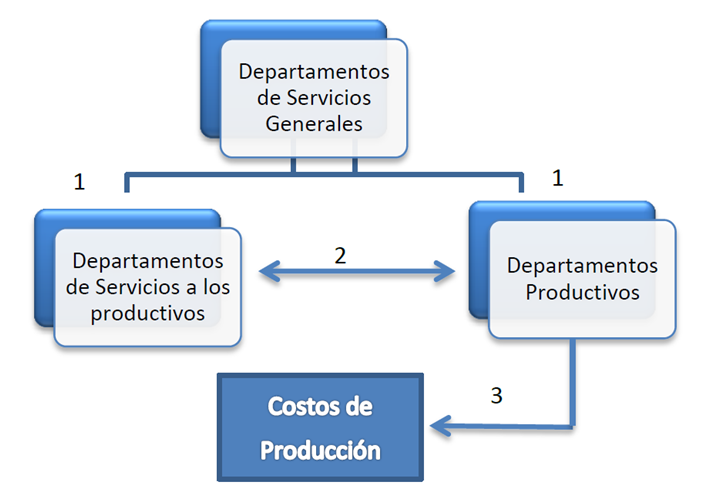 Departamentos
de Servicios
Generales
1
1
Departamentos
de Servicios a los
productivos
2
Departamentos
Productivos
3
Costos de
Producción